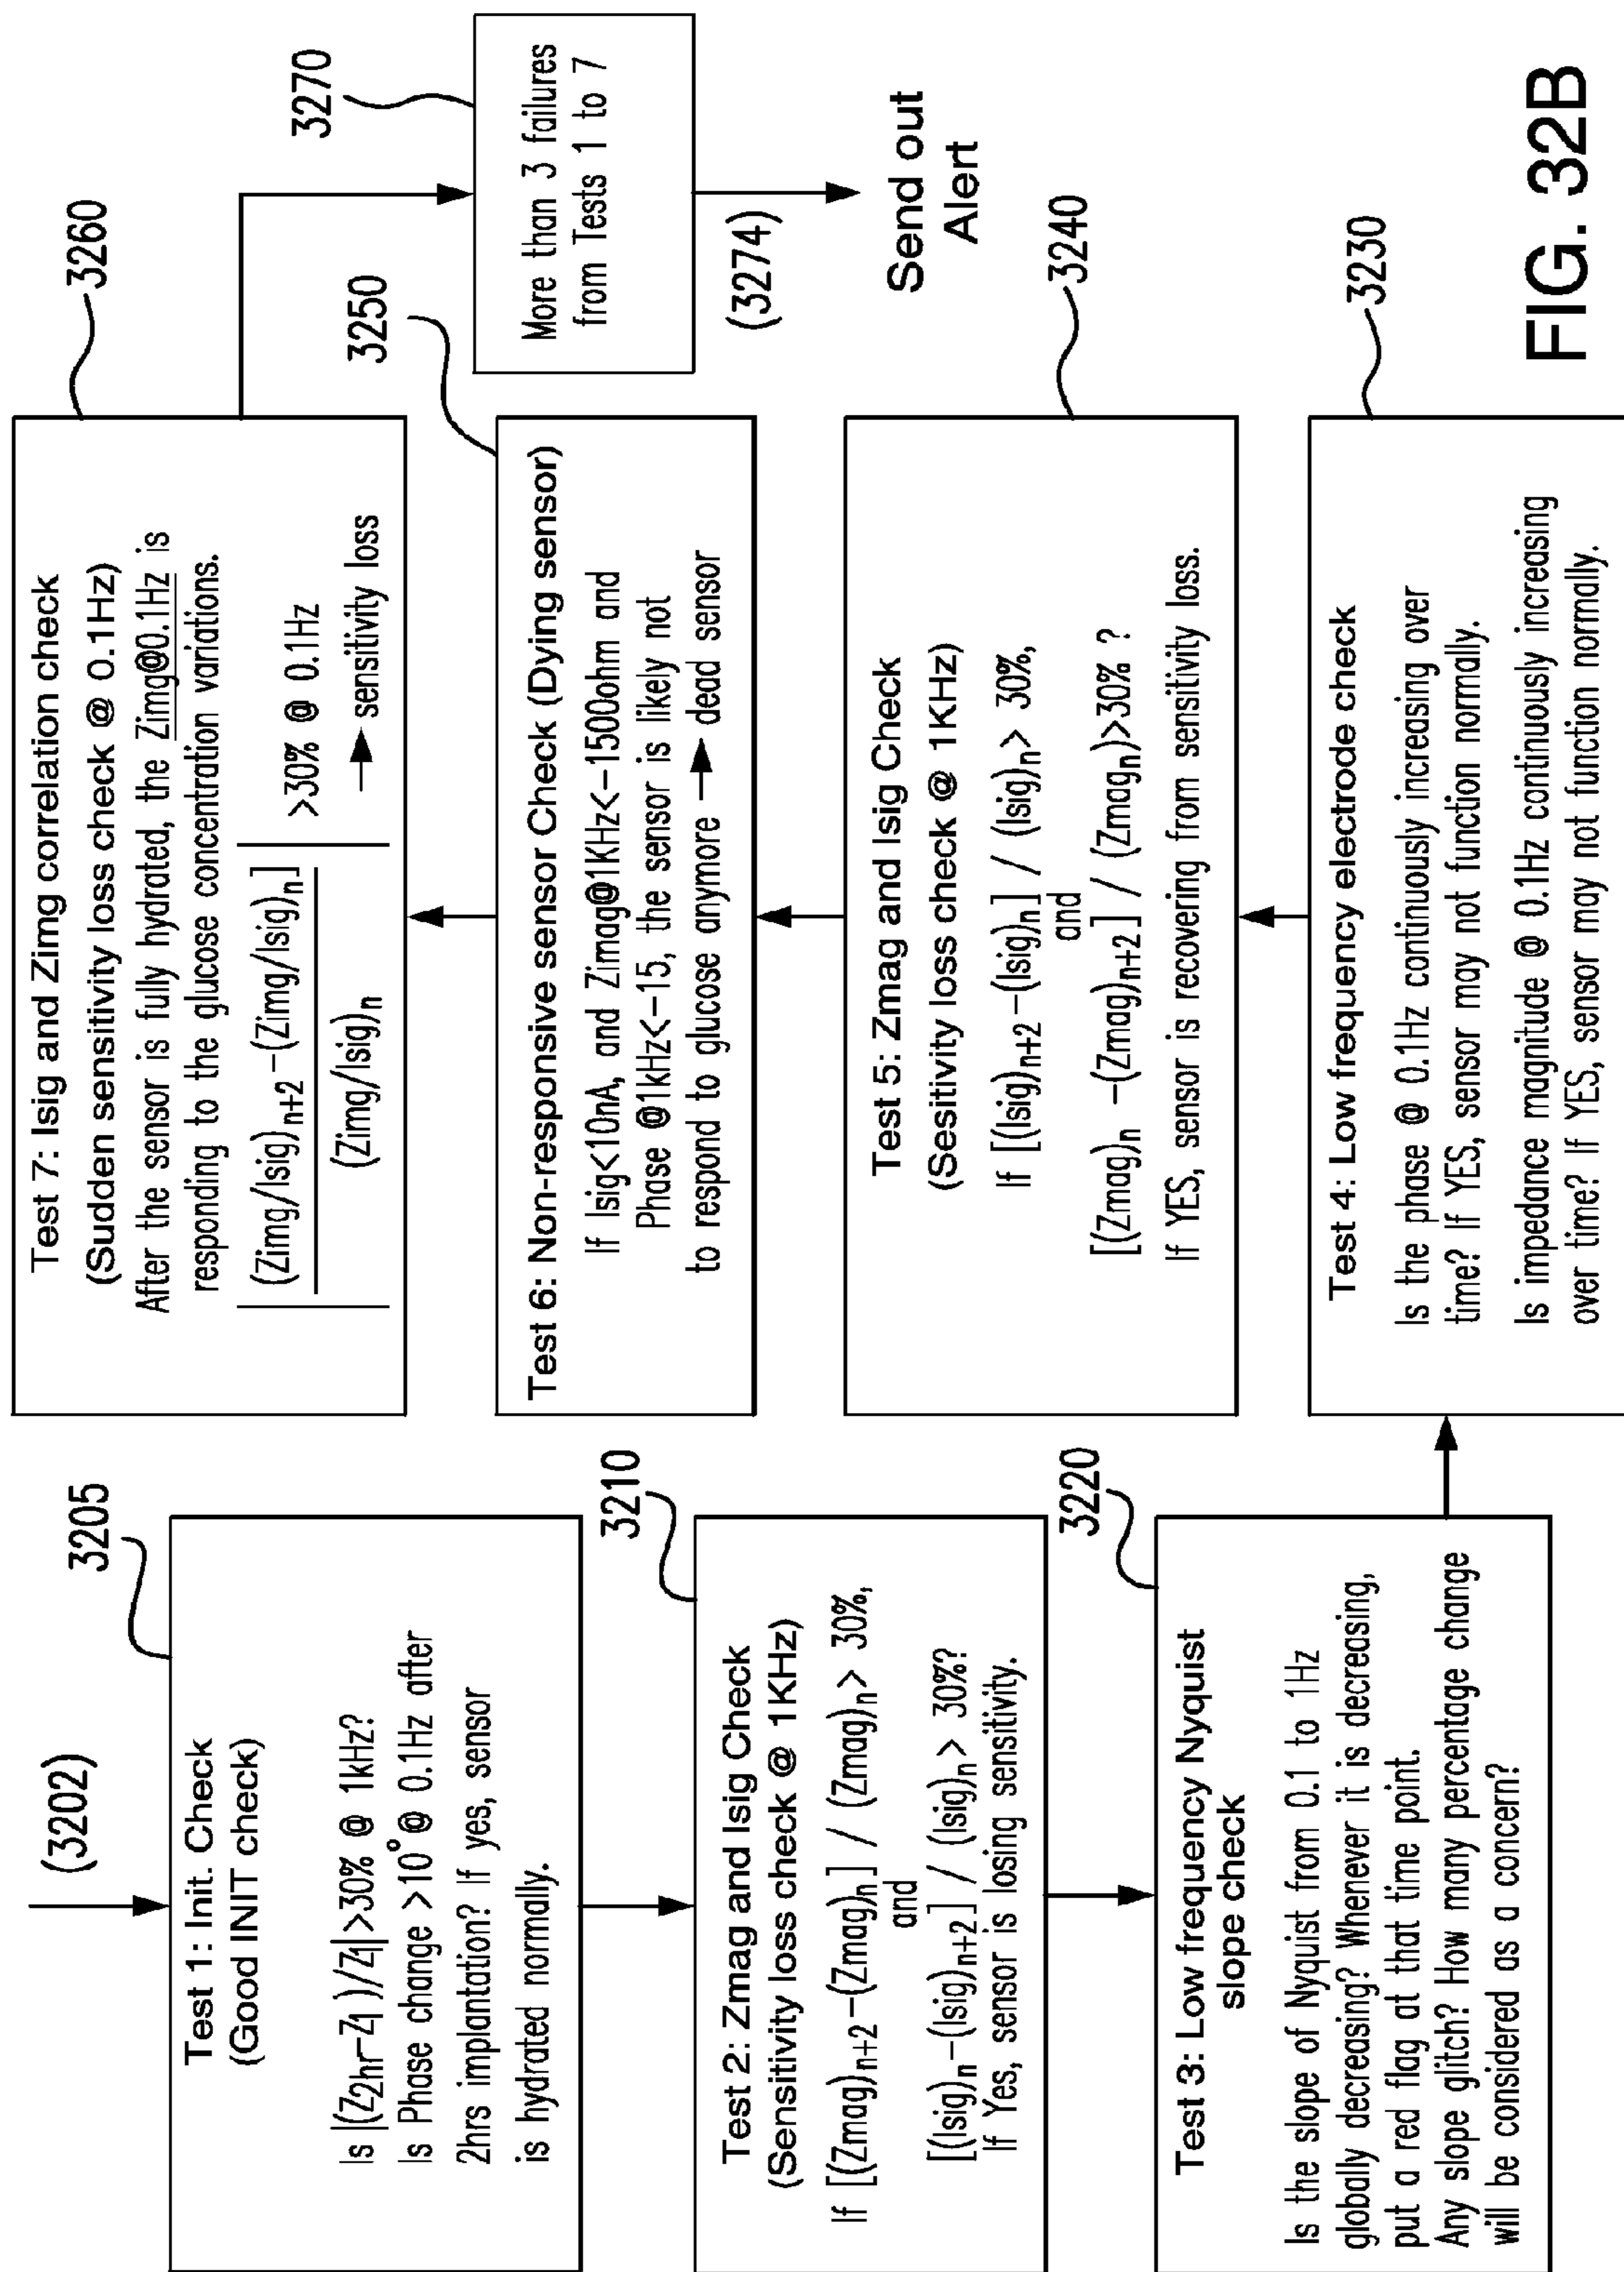 (3202)
3205
Test 1: Init. Check
(Good INIT check)
Is |(Z2hr-Z1)/Z1|>30% @ 1kHz?
Is Phase change >10° @ 0.1Hz after
2hrs implantation? If yes, sensor
is hydrated normally.
3210
Test 2: Zmag and Isig Check
(Sensitivity loss check @ 1KHz)
If [(Zmag)n+2-(Zmag)n] / (Zmag)n> 30%,
and
[(Isig)n-(Isig)n+2] / (Isig)n> 30%?
If Yes, sensor is losing sensitivity.
3220
Test 3: Low frequency Nyquist
slope check
Is the slope of Nyquist from 0.1 to 1Hz
globally decreasing? Whenever it is decreasing,
put a red flag at that time point.
Any slope glitch? How many percentage change
will be considered as a concern?
3230
Test 4: Low frequency electrode check
Is the phase @ 0.1Hz continuously increasing over
time? If YES, sensor may not function normally.
Is impedance magnitude @ 0.1Hz continuously increasing
over time? If YES, sensor may not function normally.
3240
Test 5: Zmag and Isig Check
(Sesitivity loss check @ 1KHz)
If [(Isig)n+2-(Isig)n] / (Isig)n> 30%,
and
[(Zmag)n -(Zmag)n+2] / (Zmagn)>30% ?
If YES, sensor is recovering from sensitivity loss.
3250
Test 6: Non-responsive sensor Check (Dying sensor)
If Isig<10nA, and Zimag@1KHz<-1500ohm and
Phase @1kHz<-15, the sensor is likely not
to respond to glucose anymore → dead sensor
3260
Test 7: Isig and Zimg correlation check
(Sudden sensitivity loss check @ 0.1Hz)
After the sensor is fully hydrated, the Zimg@0.1Hz is
responding to the glucose concentration variations.
|(Zimg/Isig)n+2-(Zimg/Isig)n]
(Zimg/Isig)n| >30% @ 0.1Hz
→ sensitivity loss
3270
More than 3 failures
from Tests 1 to 7
(3274)
Send out
Alert
FIG. 32B